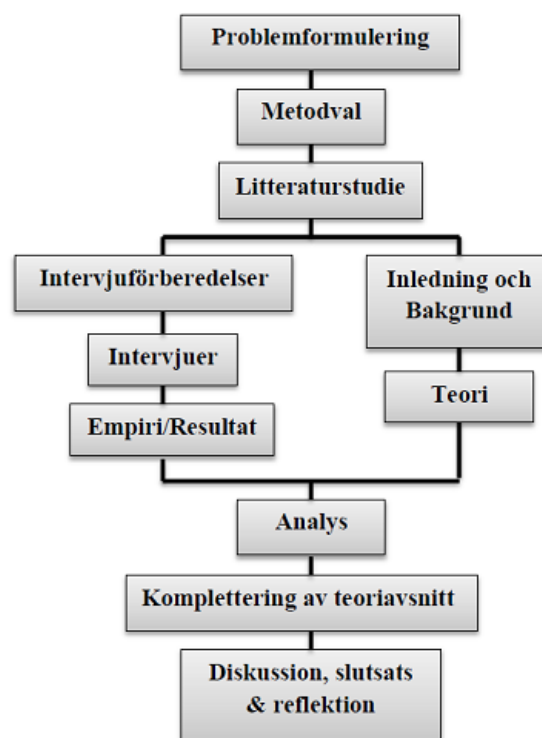 Problemformulering
Metodval
Litteraturstudie
Intervjuförberedelser
Intervjuer
Empiri/Resultat
Inledning och
Bakgrund
Teori
Analys
Komplettering av teoriavsnitt
Diskussion, slutsats
& reflektion